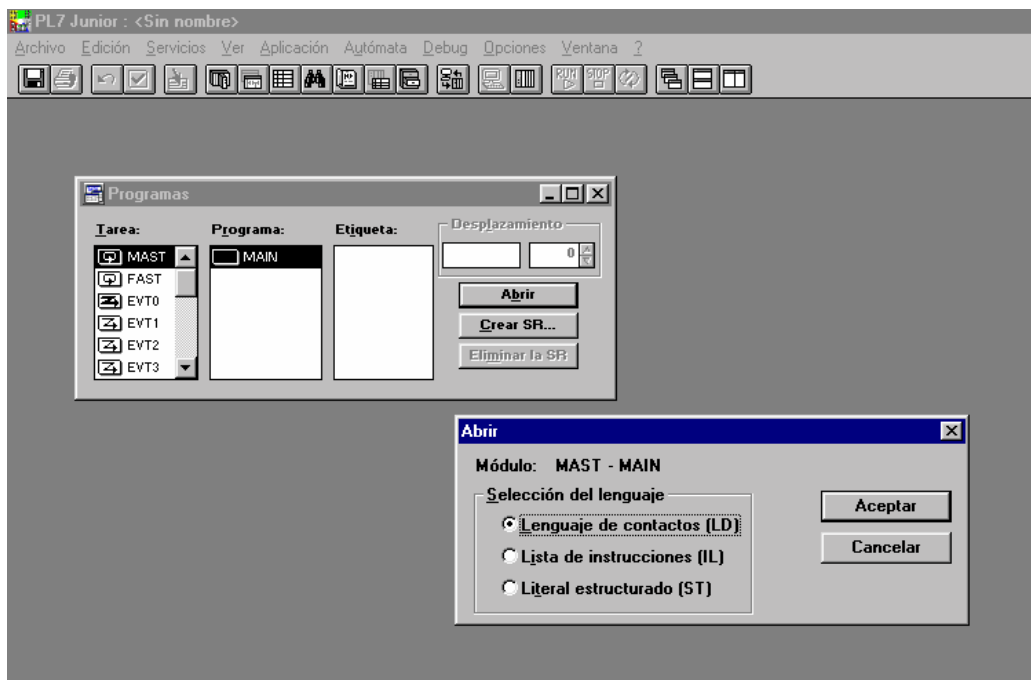 PL7 Junior : <Sin nombre>
Archivo Edición Servicios Ver Aplicación Autómata Debug Opciones Ventana ?
RUN STOP
Programas
Tarea: Programa: Etiqueta: Desplazamiento
MAST MAIN 0
FAST
EVT0 Abrir
EVT1 Crear SR...
EVT2 Eliminar la SR
EVT3
Abrir
Módulo: MAST - MAIN
Selección del lenguaje
Lenguaje de contactos (LD) Aceptar
Lista de instrucciones (IL) Cancelar
Literal estructurado (ST)